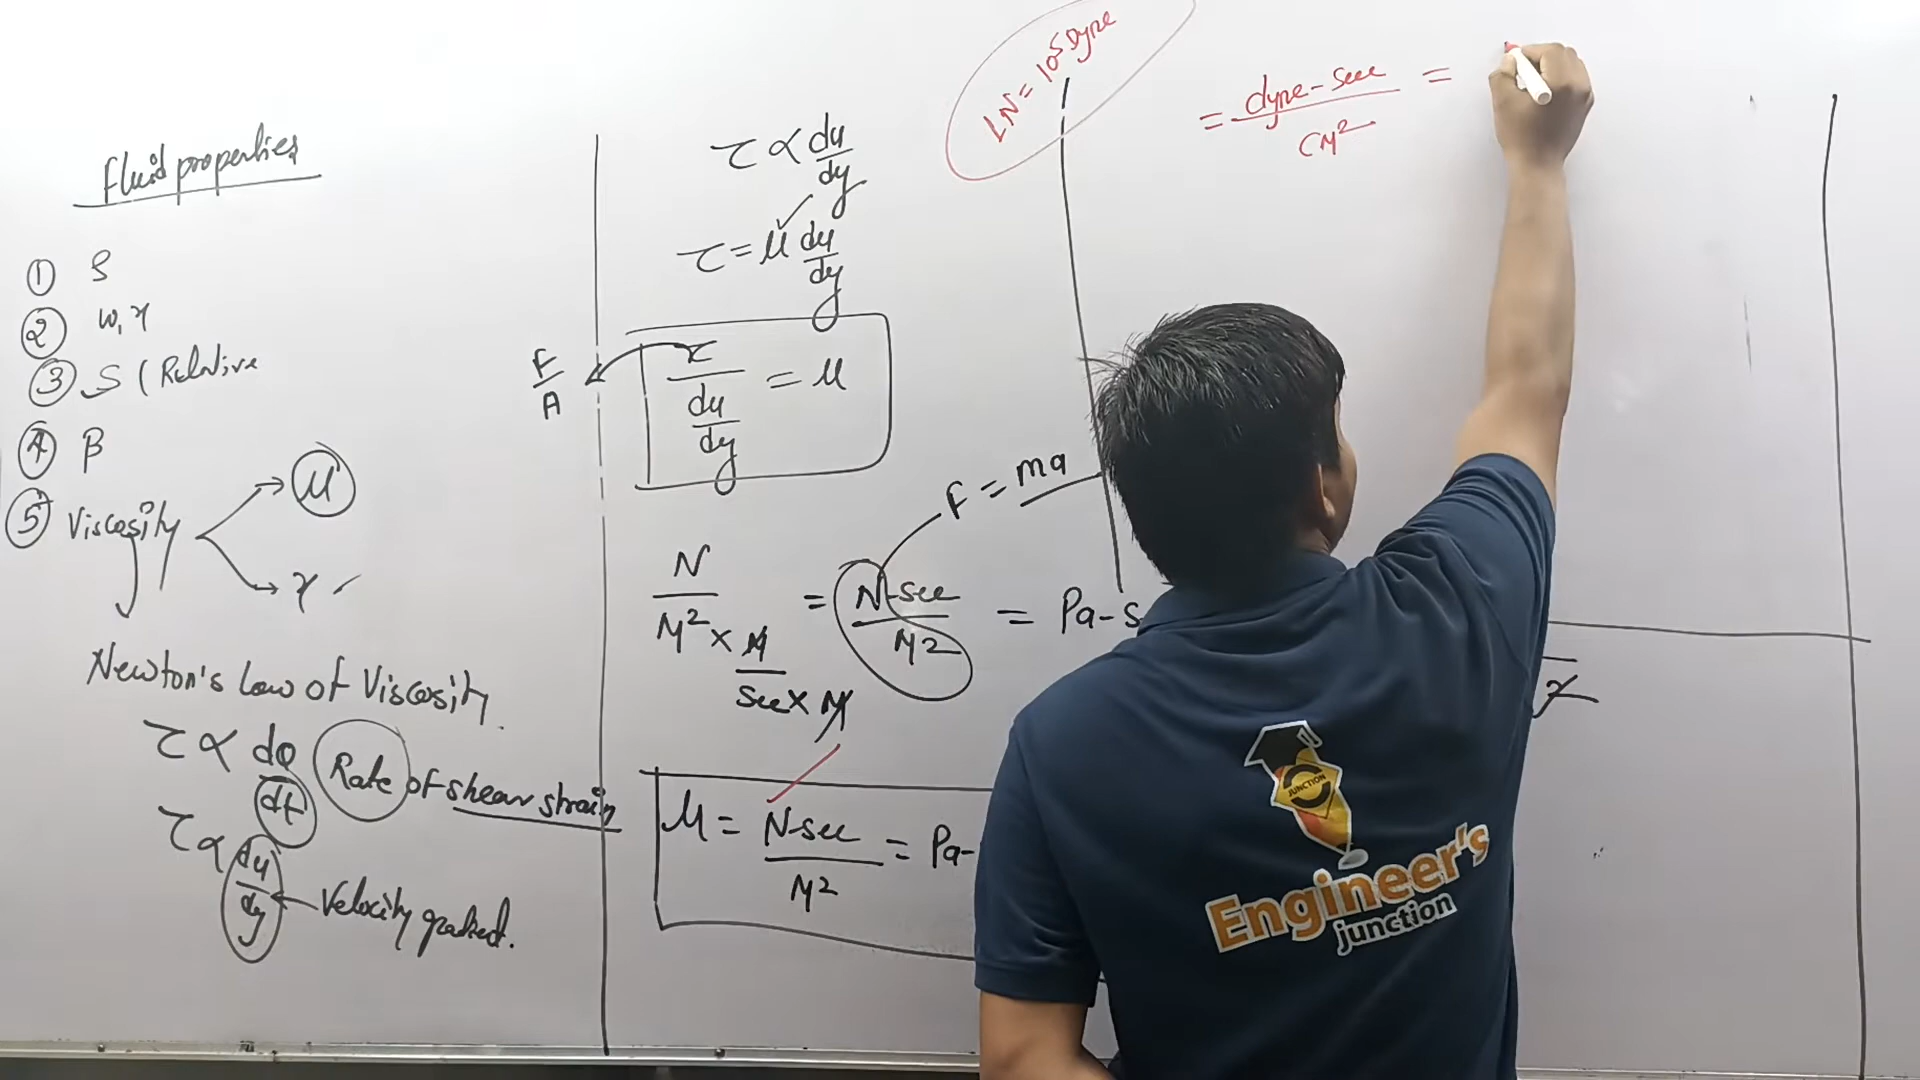 Fluid properties
① ρ
② w, γ
③ S (Relative
④ β
⑤ Viscosity → μ
→ ν
Newton's Law of Viscosity.
τ ∝ dθ/dt Rate of shear strain
τ ∝ du/dy ← Velocity gradient.
τ ∝ du/dy
τ = μ du/dy
F/A
τ / (du/dy) = μ
F = ma
N / (M² × M / (sec × M)) = N-sec / M² = Pa-s
μ = N-sec / M² = Pa-
1N = 10⁵ Dyne
= dyne-sec / CM² =
JUNCTION
Engineer's
junction